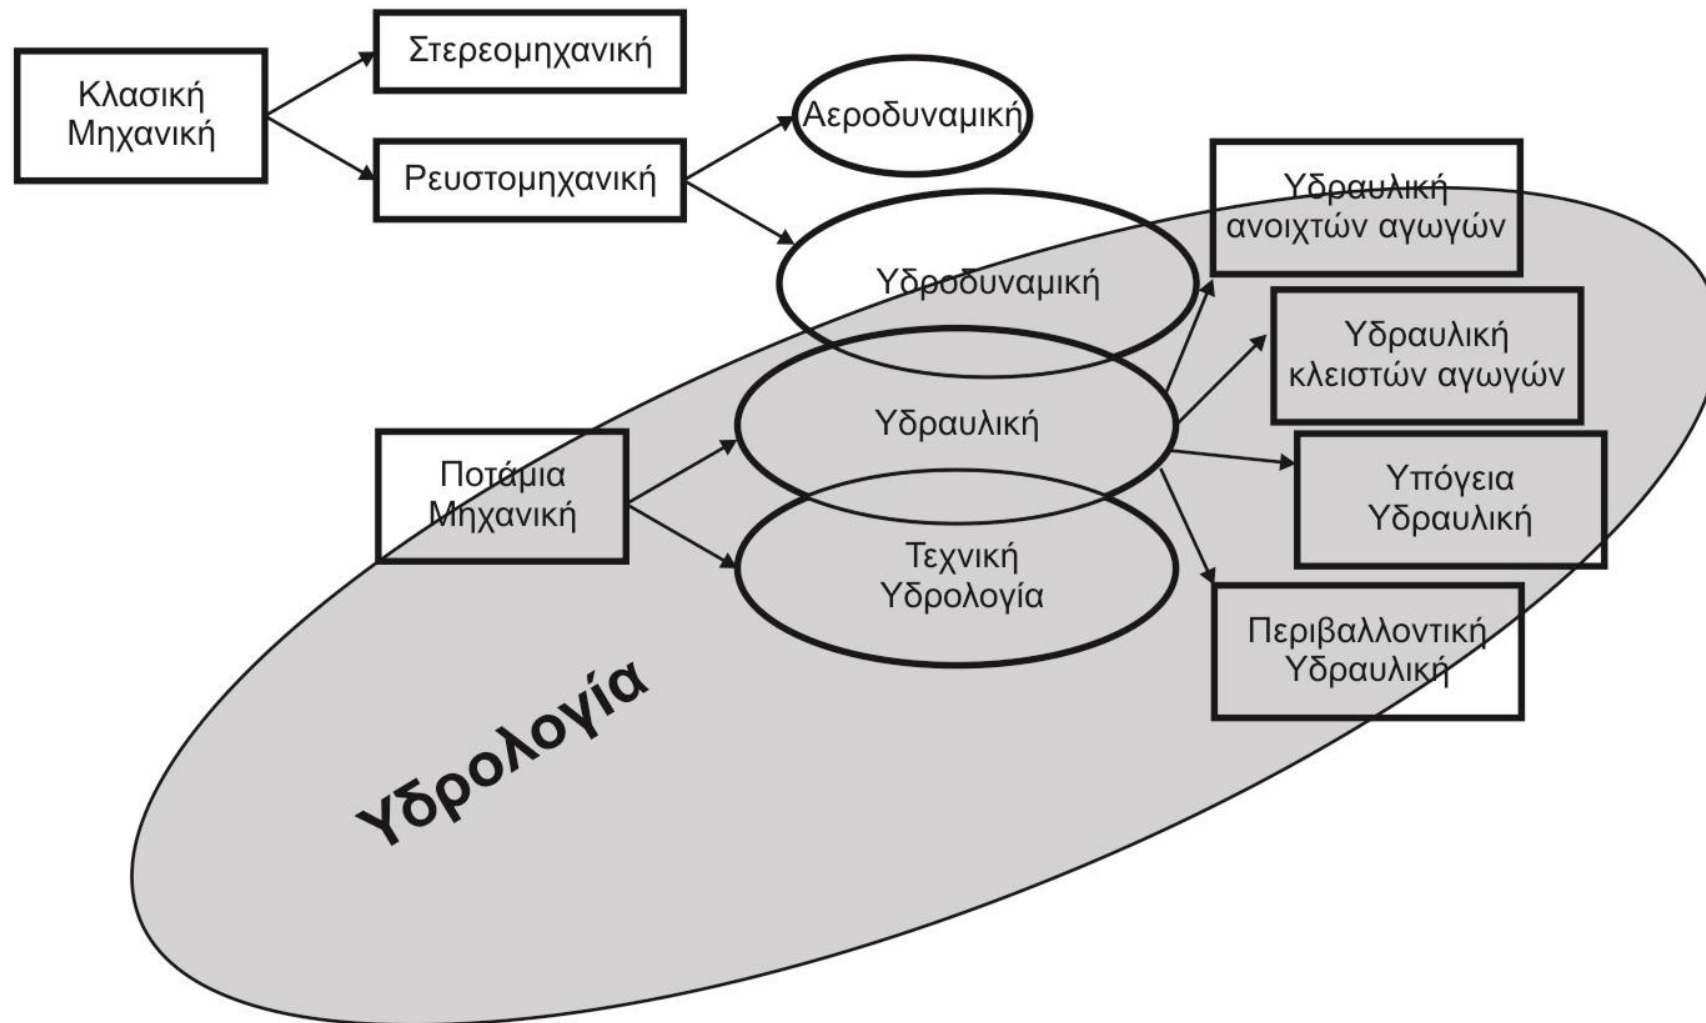 Στερεομηχανική
Κλασική
Μηχανική
Ρευστομηχανική
Αεροδυναμική
Υδροδυναμική
Υδραυλική
ανοιχτών αγωγών
Υδραυλική
κλειστών αγωγών
Υδραυλική
Ποτάμια
Μηχανική
Υπόγεια
Υδραυλική
Τεχνική
Υδρολογία
Περιβαλλοντική
Υδραυλική
Υδρολογία